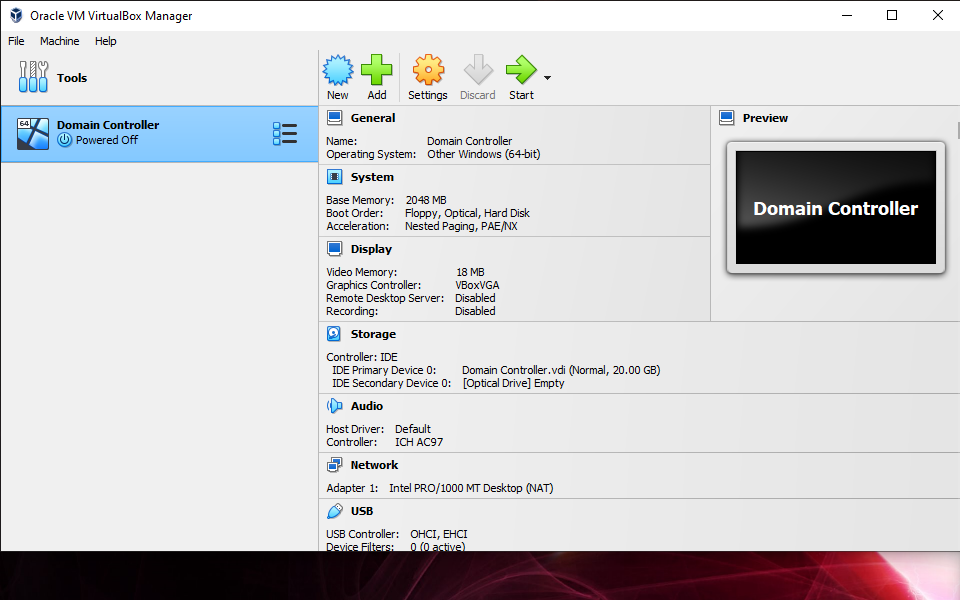 Oracle VM VirtualBox Manager
File Machine Help
Tools
New Add Settings Discard Start
64 Domain Controller
Powered Off
General
Name: Domain Controller
Operating System: Other Windows (64-bit)
System
Base Memory: 2048 MB
Boot Order: Floppy, Optical, Hard Disk
Acceleration: Nested Paging, PAE/NX
Display
Video Memory: 18 MB
Graphics Controller: VBoxVGA
Remote Desktop Server: Disabled
Recording: Disabled
Preview
Domain Controller
Storage
Controller: IDE
IDE Primary Device 0: Domain Controller.vdi (Normal, 20.00 GB)
IDE Secondary Device 0: [Optical Drive] Empty
Audio
Host Driver: Default
Controller: ICH AC97
Network
Adapter 1: Intel PRO/1000 MT Desktop (NAT)
USB
USB Controller: OHCI, EHCI
Device Filters: 0 (0 active)